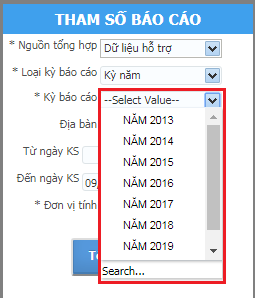 THAM SỐ BÁO CÁO
* Nguồn tổng hợp Dữ liệu hỗ trợ
* Loại kỳ báo cáo Kỳ năm
* Kỳ báo cáo --Select Value--
NĂM 2013
Địa bàn
NĂM 2014
Từ ngày KS
NĂM 2015
Đến ngày KS 09,
NĂM 2016
* Đơn vị tính
NĂM 2017
NĂM 2018
NĂM 2019
Search...